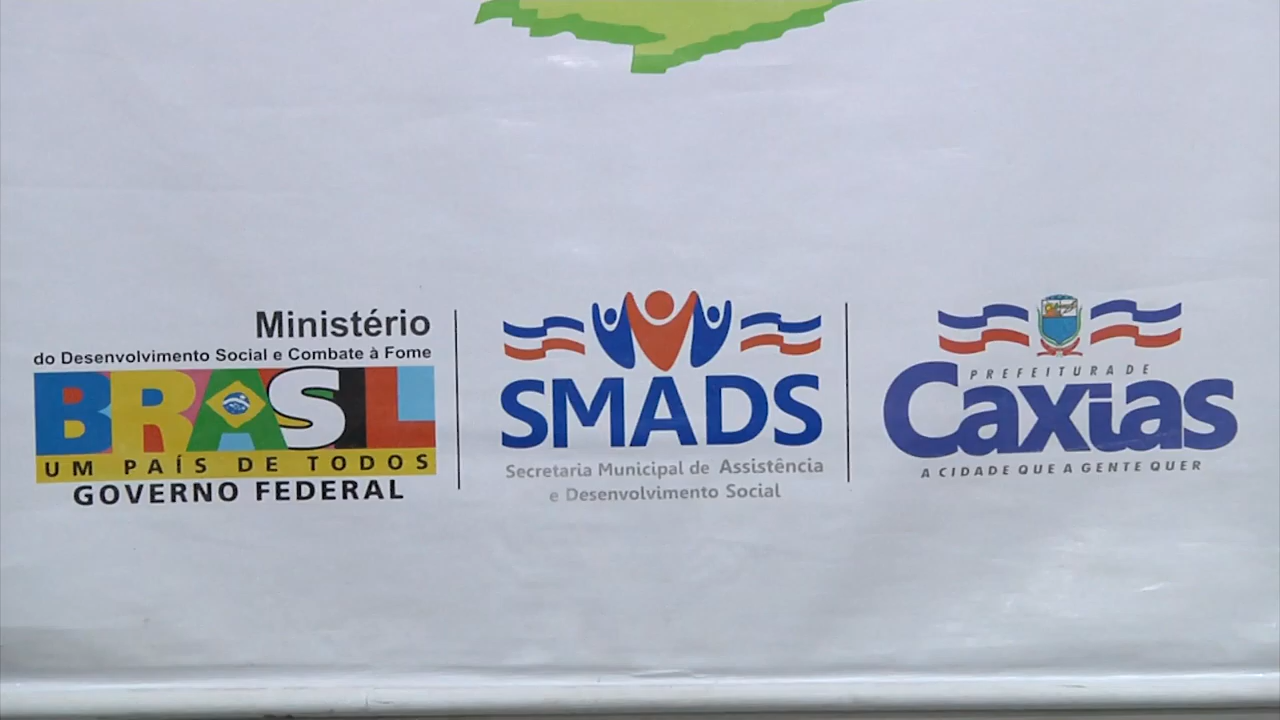 Ministério
do Desenvolvimento Social e Combate à Fome
BRASIL
UM PAÍS DE TODOS
GOVERNO FEDERAL
SMADS
Secretaria Municipal de Assistência
e Desenvolvimento Social
PREFEITURA DE
Caxias
A CIDADE QUE A GENTE QUER